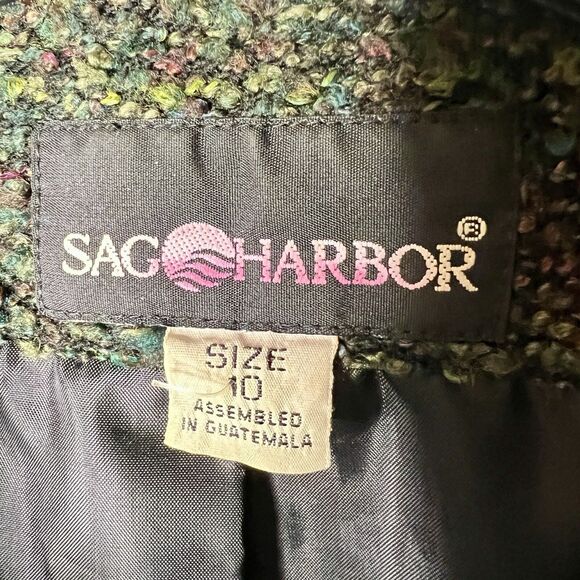 SAG HARBOR®
SIZE
10
ASSEMBLED
IN GUATEMALA